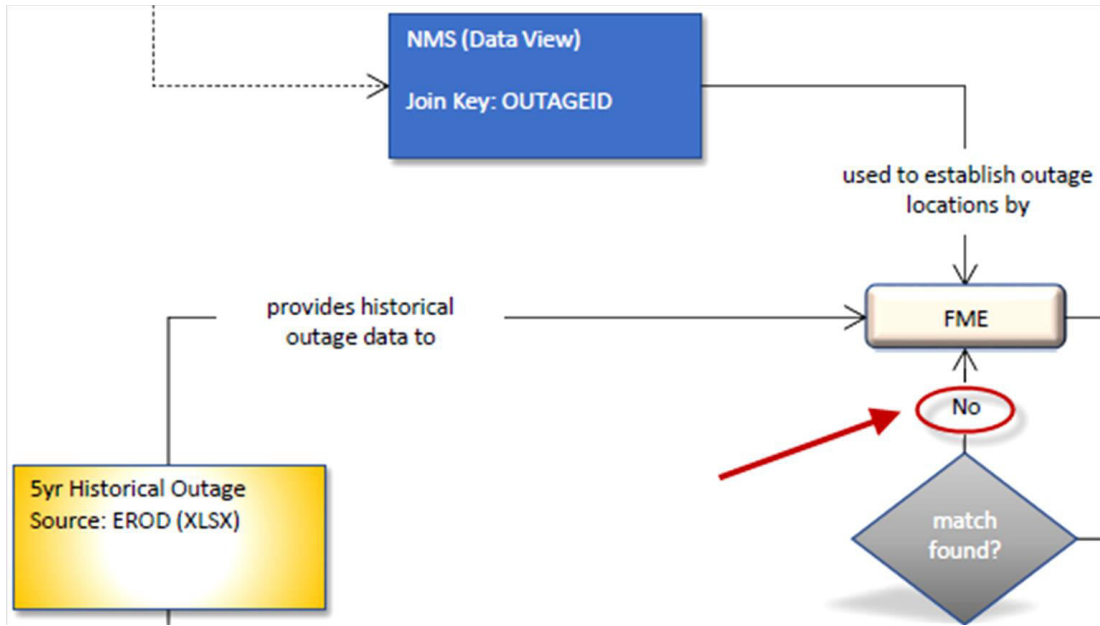 NMS (Data View)
Join Key: OUTAGEID
used to establish outage
locations by
provides historical
outage data to
FME
No
5yr Historical Outage
Source: EROD (XLSX)
match
found?